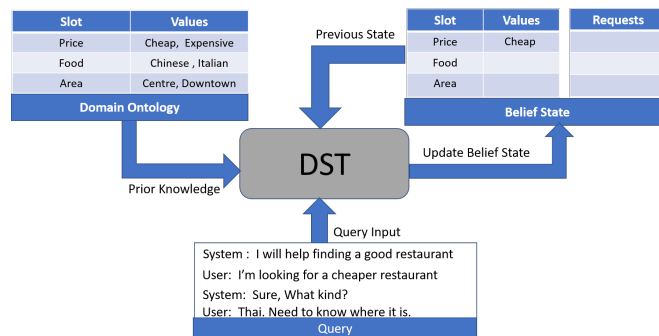 Slot Values
Price Cheap, Expensive
Food Chinese , Italian
Area Centre, Downtown
Domain Ontology
Previous State
Slot Values Requests
Price Cheap
Food
Area
Belief State
DST
Update Belief State
Prior Knowledge
Query Input
System : I will help finding a good restaurant
User: I'm looking for a cheaper restaurant
System: Sure, What kind?
User: Thai. Need to know where it is.
Query